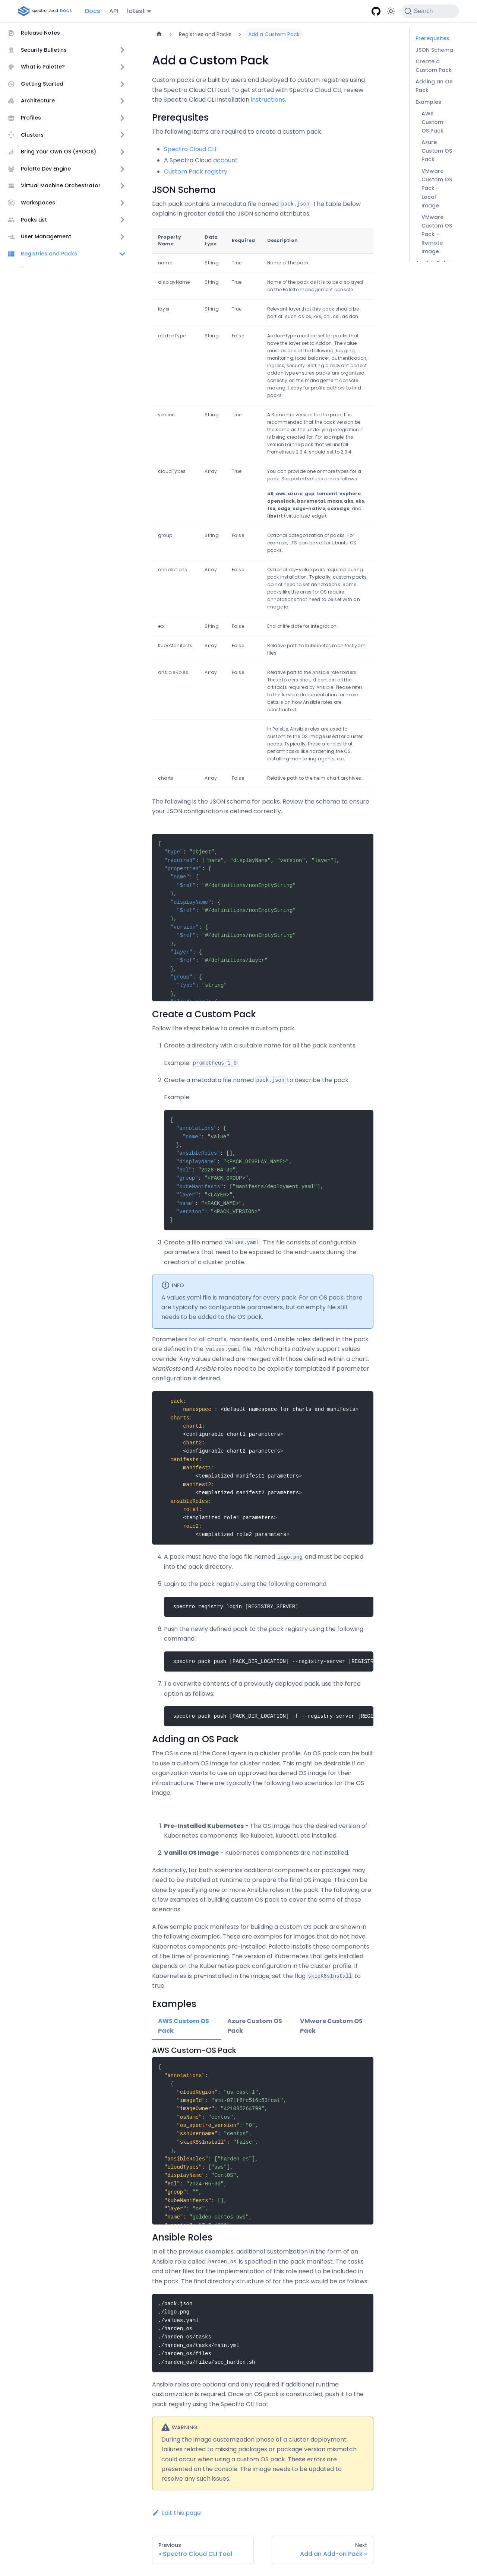 spectro cloud DOCS
Docs
API
latest
Search
Release Notes
Security Bulletins
What is Palette?
Getting Started
Architecture
Profiles
Clusters
Bring Your Own OS (BYOOS)
Palette Dev Engine
Virtual Machine Orchestrator
Workspaces
Packs List
User Management
Registries and Packs
Registries and Packs
Add a Custom Pack
Add a Custom Pack
Custom packs are built by users and deployed to custom registries using
the Spectro Cloud CLI tool. To get started with Spectro Cloud CLI, review
the Spectro Cloud CLI installation instructions.
Prerequsites
The following items are required to create a custom pack.
Spectro Cloud CLI
A Spectro Cloud account
Custom Pack registry
JSON Schema
Each pack contains a metadata file named pack.json. The table below
explains in greater detail the JSON schema attributes.
Property Name
Data type
Required
Description
name String True Name of the pack
displayName String True Name of the pack as it is to be displayed
on the Palette management console.
layer String True Relevant layer that this pack should be
part of: such as os, k8s, cni, csi, addon
addonType String False Addon-type must be set for packs that
have the layer set to Addon. The value
must be one of the following: logging,
monitoring, load balancer, authentication,
ingress, security. Setting a relevant correct
addon type ensures packs are organized
correctly on the management console
making it easy for profile authors to find
packs.
version String True A Semantic version for the pack. It is
recommended that the pack version be
the same as the underlying integration it
is being created for. For example, the
version for the pack that will install
Prometheus 2.3.4, should set to 2.3.4.
cloudTypes Array True You can provide one or more types for a
pack. Supported values are as follows:
all, aws, azure, gcp, tencent, vsphere,
openstack, baremetal, maas, aks, eks,
tke, edge, edge-native, coxedge, and
libvirt (virtualized edge).
group String False Optional categorization of packs. For
example, LTS can be set for Ubuntu OS
packs.
annotations Array False Optional key-value pairs required during
pack installation. Typically, custom packs
do not need to set annotations. Some
packs like the ones for OS require
annotations that need to be set with an
image id.
eol String False End of life date for integration.
KubeManifests Array False Relative path to Kubernetes manifest yaml
files.
ansibleRoles Array False Relative part to the Ansible role folders.
These folders should contain all the
artifacts required by Ansible. Please refer
to the Ansible documentation for more
details on how Ansible roles are
constructed.
In Palette, Ansible roles are used to
customize the OS image used for cluster
nodes. Typically, these are roles that
perform tasks like hardening the OS,
installing monitoring agents, etc.
charts Array False Relative path to the helm chart archives.
The following is the JSON schema for packs. Review the schema to ensure
your JSON configuration is defined correctly.
{
"type": "object",
"required": ["name", "displayName", "version", "layer"],
"properties": {
"name": {
"$ref": "#/definitions/nonEmptyString"
},
"displayName": {
"$ref": "#/definitions/nonEmptyString"
},
"version": {
"$ref": "#/definitions/nonEmptyString"
},
"layer": {
"$ref": "#/definitions/layer"
},
"group": {
"type": "string"
},
Create a Custom Pack
Follow the steps below to create a custom pack.
1. Create a directory with a suitable name for all the pack contents.
Example: prometheus_1_0
2. Create a metadata file named pack.json to describe the pack.
Example:
{
"annotations": {
"name": "value"
},
"ansibleRoles": [],
"displayName": "<PACK_DISPLAY_NAME>",
"eol": "2028-04-30",
"group": "<PACK_GROUP>",
"kubeManifests": ["manifests/deployment.yaml"],
"layer": "<LAYER>",
"name": "<PACK_NAME>",
"version": "<PACK_VERSION>"
}
3. Create a file named values.yaml. This file consists of configurable
parameters that need to be exposed to the end-users during the
creation of a cluster profile.
INFO
A values.yaml file is mandatory for every pack. For an OS pack, there
are typically no configurable parameters, but an empty file still
needs to be added to the OS pack.
Parameters for all charts, manifests, and Ansible roles defined in the pack
are defined in the values.yaml file. Helm charts natively support values
override. Any values defined are merged with those defined within a chart.
Manifests and Ansible roles need to be explicitly templatized if parameter
configuration is desired.
pack:
namespace : <default namespace for charts and manifests>
charts:
chart1:
<configurable chart1 parameters>
chart2:
<configurable chart2 parameters>
manifests:
manifest1:
<templatized manifest1 parameters>
manifest2:
<templatized manifest2 parameters>
ansibleRoles:
role1:
<templatized role1 parameters>
role2:
<templatized role2 parameters>
4. A pack must have the logo file named logo.png and must be copied
into the pack directory.
5. Login to the pack registry using the following command:
spectro registry login [REGISTRY_SERVER]
6. Push the newly defined pack to the pack registry using the following
command:
spectro pack push [PACK_DIR_LOCATION] --registry-server [REGISTR
7. To overwrite contents of a previously deployed pack, use the force
option as follows:
spectro pack push [PACK_DIR_LOCATION] -f --registry-server [REGI
Adding an OS Pack
The OS is one of the Core Layers in a cluster profile. An OS pack can be built
to use a custom OS image for cluster nodes. This might be desirable if an
organization wants to use an approved hardened OS image for their
infrastructure. There are typically the following two scenarios for the OS
image:
1. Pre-Installed Kubernetes - The OS image has the desired version of
Kubernetes components like kubelet, kubectl, etc installed.
2. Vanilla OS Image - Kubernetes components are not installed.
Additionally, for both scenarios additional components or packages may
need to be installed at runtime to prepare the final OS image. This can be
done by specifying one or more Ansible roles in the pack. The following are
a few examples of building custom OS pack to cover the some of these
scenarios.
A few sample pack manifests for building a custom OS pack are shown in
the following examples. These are examples for images that do not have
Kubernetes components pre-installed. Palette installs these components
at the time of provisioning. The version of Kubernetes that gets installed
depends on the Kubernetes pack configuration in the cluster profile. If
Kubernetes is pre-installed in the image, set the flag skipK8sInstall to
true.
Examples
AWS Custom OS Pack
Azure Custom OS Pack
VMware Custom OS Pack
AWS Custom-OS Pack
{
"annotations":
{
"cloudRegion": "us-east-1",
"imageId": "ami-071f6fc516c53fca1",
"imageOwner": "421085264799",
"osName": "centos",
"os_spectro_version": "0",
"sshUsername": "centos",
"skipK8sInstall": "false",
},
"ansibleRoles": ["harden_os"],
"cloudTypes": ["aws"],
"displayName": "CentOS",
"eol": "2024-06-30",
"group": "",
"kubeManifests": [],
"layer": "os",
"name": "golden-centos-aws",
Ansible Roles
In all the previous examples, additional customization in the form of an
Ansible role called harden_os is specified in the pack manifest. The tasks
and other files for the implementation of this role need to be included in
the pack. The final directory structure of for the pack would be as follows:
./pack.json
./logo.png
./values.yaml
./harden_os
./harden_os/tasks
./harden_os/tasks/main.yml
./harden_os/files
./harden_os/files/sec_harden.sh
Ansible roles are optional and only required if additional runtime
customization is required. Once an OS pack is constructed, push it to the
pack registry using the Spectro CLI tool.
WARNING
During the image customization phase of a cluster deployment,
failures related to missing packages or package version mismatch
could occur when using a custom OS pack. These errors are
presented on the console. The image needs to be updated to
resolve any such issues.
Edit this page
Previous
« Spectro Cloud CLI Tool
Next
Add an Add-on Pack »
Prerequsites
JSON Schema
Create a
Custom Pack
Adding an OS
Pack
Examples
AWS
Custom-
OS Pack
Azure
Custom OS
Pack
VMware
Custom OS
Pack -
Local
Image
VMware
Custom OS
Pack -
Remote
Image